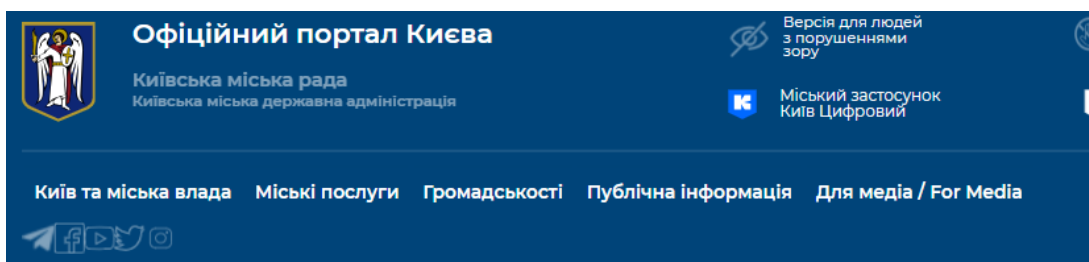 Офіційний портал Києва
Київська міська рада
Київська міська державна адміністрація
Версія для людей
з порушеннями
зору
Міський застосунок
Київ Цифровий
Київ та міська влада Міські послуги Громадськості Публічна інформація Для медіа / For Media